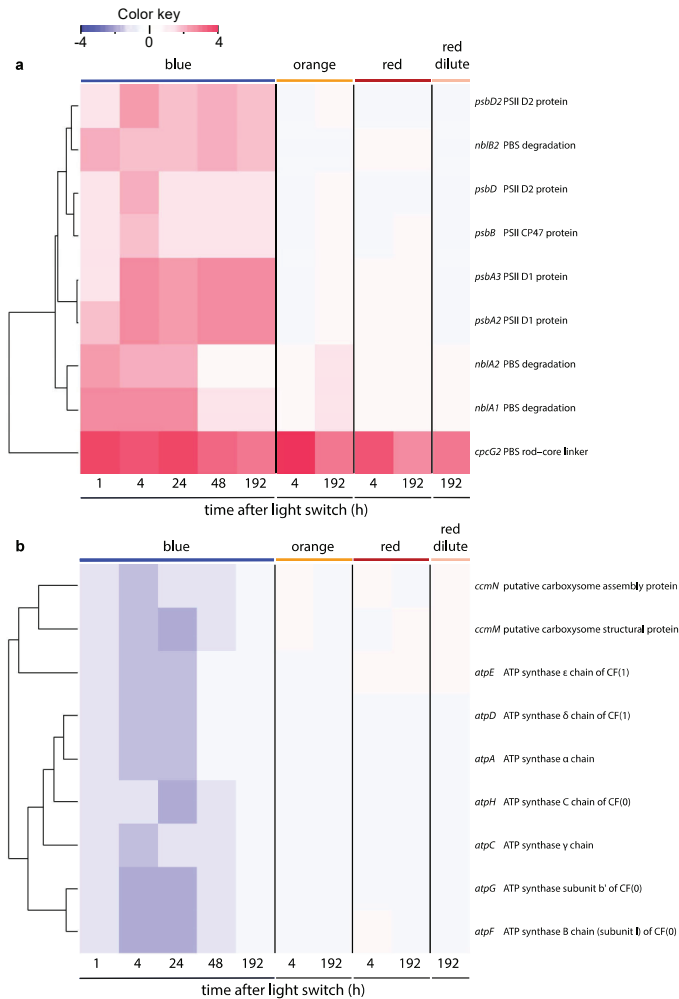 Color key
-4 0 4
a
blue orange red red dilute
psbD2 PSII D2 protein
nblB2 PBS degradation
psbD PSII D2 protein
psbB PSII CP47 protein
psbA3 PSII D1 protein
psbA2 PSII D1 protein
nblA2 PBS degradation
nblA1 PBS degradation
cpcG2 PBS rod–core linker
1 4 24 48 192 4 192 4 192 192
time after light switch (h)
b
blue orange red red dilute
ccmN putative carboxysome assembly protein
ccmM putative carboxysome structural protein
atpE ATP synthase ε chain of CF(1)
atpD ATP synthase δ chain of CF(1)
atpA ATP synthase α chain
atpH ATP synthase C chain of CF(0)
atpC ATP synthase γ chain
atpG ATP synthase subunit b' of CF(0)
atpF ATP synthase B chain (subunit I) of CF(0)
1 4 24 48 192 4 192 4 192 192
time after light switch (h)